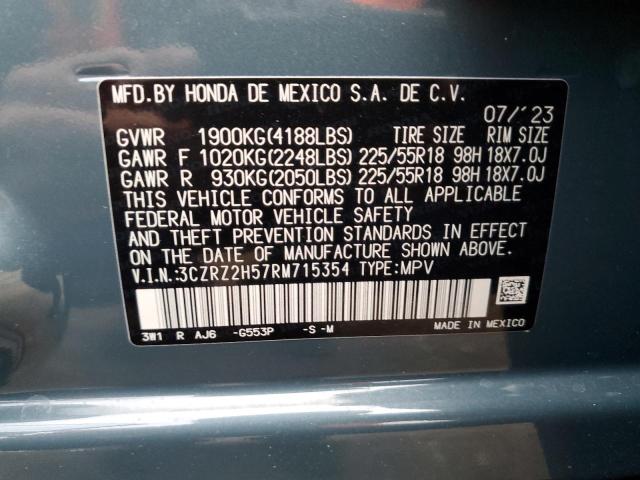 MFD.BY HONDA DE MEXICO S.A. DE C.V.
07/'23
GVWR 1900KG(4188LBS) TIRE SIZE RIM SIZE
GAWR F 1020KG(2248LBS) 225/55R18 98H 18X7.0J
GAWR R 930KG(2050LBS) 225/55R18 98H 18X7.0J
THIS VEHICLE CONFORMS TO ALL APPLICABLE
FEDERAL MOTOR VEHICLE SAFETY
AND THEFT PREVENTION STANDARDS IN EFFECT
ON THE DATE OF MANUFACTURE SHOWN ABOVE.
V.I.N.:3CZRZ2H57RM715354 TYPE:MPV
3W1 R AJ6 -G553P -S -M
MADE IN MEXICO